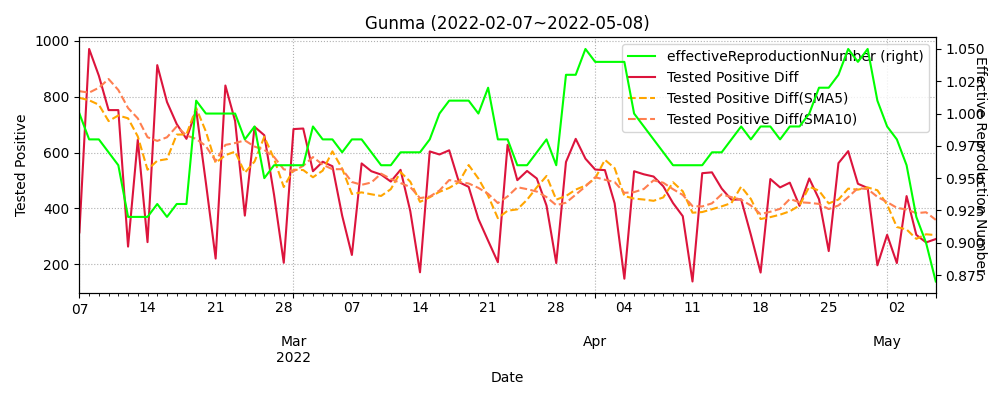 Gunma (2022-02-07~2022-05-08)
effectiveReproductionNumber (right)
Tested Positive Diff
Tested Positive Diff(SMA5)
Tested Positive Diff(SMA10)
Tested Positive
1000
800
600
400
200
Effective Reproduction Number
1.050
1.025
1.000
0.975
0.950
0.925
0.900
0.875
07 14 21 28 07 14 21 28 04 11 18 25 02
Mar Apr May
2022
Date